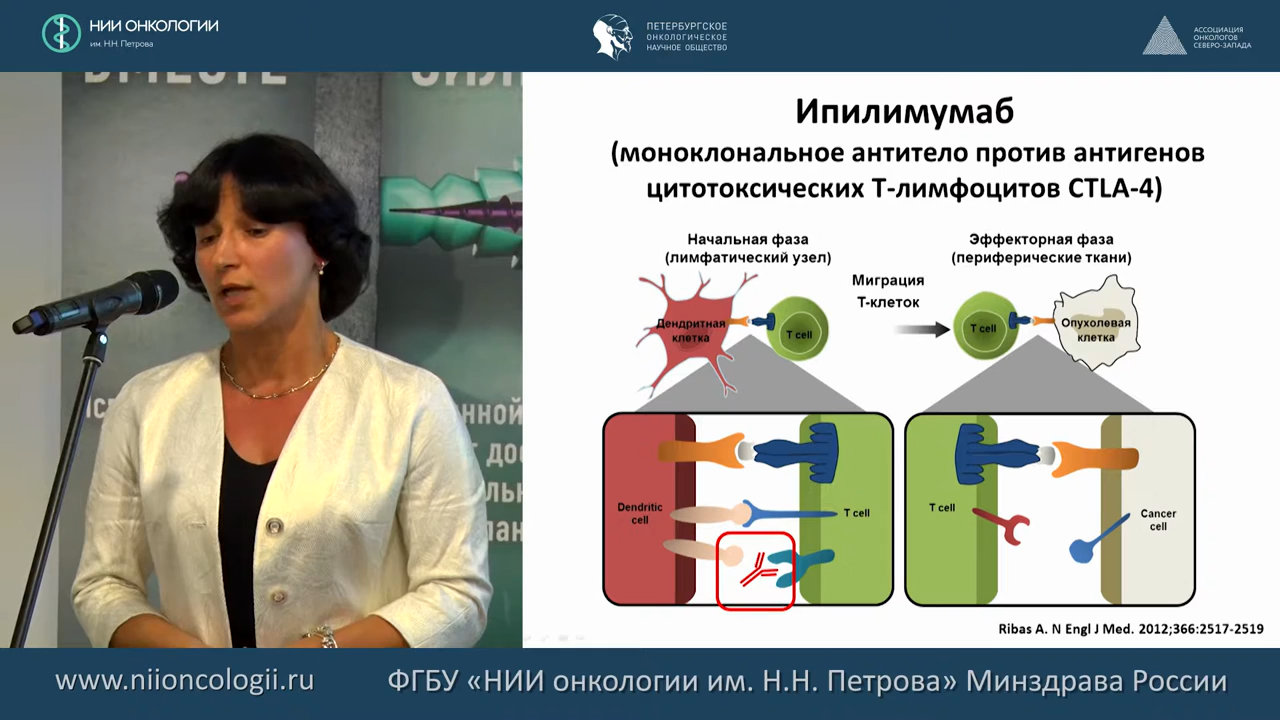 НИИ ОНКОЛОГИИ
им. Н.Н. Петрова
ПЕТЕРБУРГСКОЕ
ОНКОЛОГИЧЕСКОЕ
НАУЧНОЕ ОБЩЕСТВО
АССОЦИАЦИЯ
ОНКОЛОГОВ
СЕВЕРО-ЗАПАДА
ВМЕСТЕ
Ипилимумаб
(моноклональное антитело против антигенов
цитотоксических Т-лимфоцитов CTLA-4)
Начальная фаза
(лимфатический узел)
Миграция
Т-клеток
Эффекторная фаза
(периферические ткани)
Дендритная
клетка
T cell
T cell
Опухолевая
клетка
Dendritic
cell
T cell
T cell
Cancer
cell
Ribas A. N Engl J Med. 2012;366:2517-2519
www.niioncologii.ru
ФГБУ «НИИ онкологии им. Н.Н. Петрова» Минздрава России